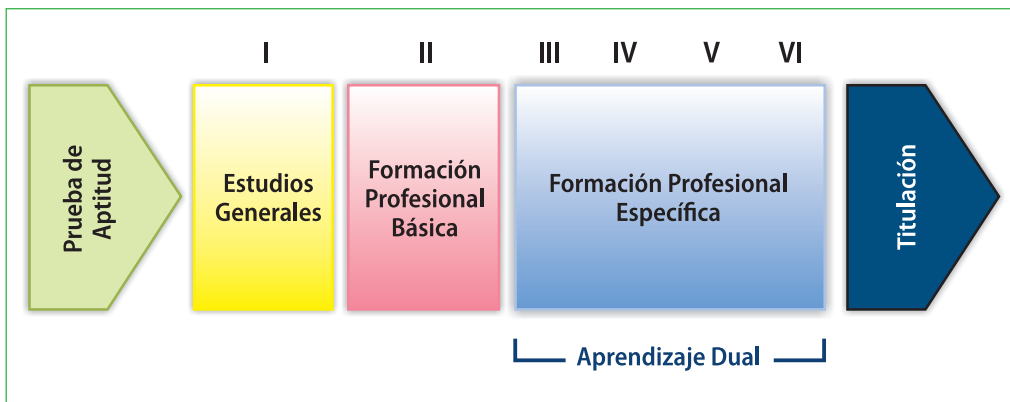 I
II
III
IV
V
VI
Prueba de
Aptitud
Estudios
Generales
Formación
Profesional
Básica
Formación Profesional
Específica
Titulación
Aprendizaje Dual